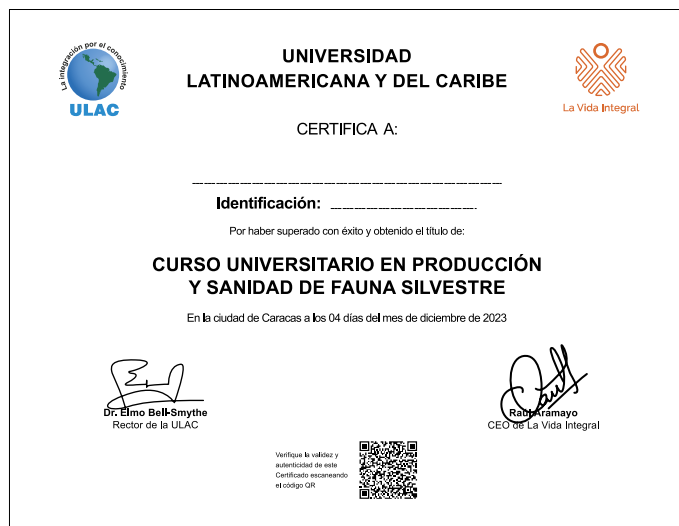 La integración por el conocimiento
ULAC
UNIVERSIDAD
LATINOAMERICANA Y DEL CARIBE
La Vida Integral
CERTIFICA A:
Identificación:
Por haber superado con éxito y obtenido el título de:
CURSO UNIVERSITARIO EN PRODUCCIÓN
Y SANIDAD DE FAUNA SILVESTRE
En la ciudad de Caracas a los 04 días del mes de diciembre de 2023
Dr. Elmo Bell-Smythe
Rector de la ULAC
Raúl Aramayo
CEO de La Vida Integral
Verifique la validez y
autenticidad de este
Certificado escaneando
el código QR